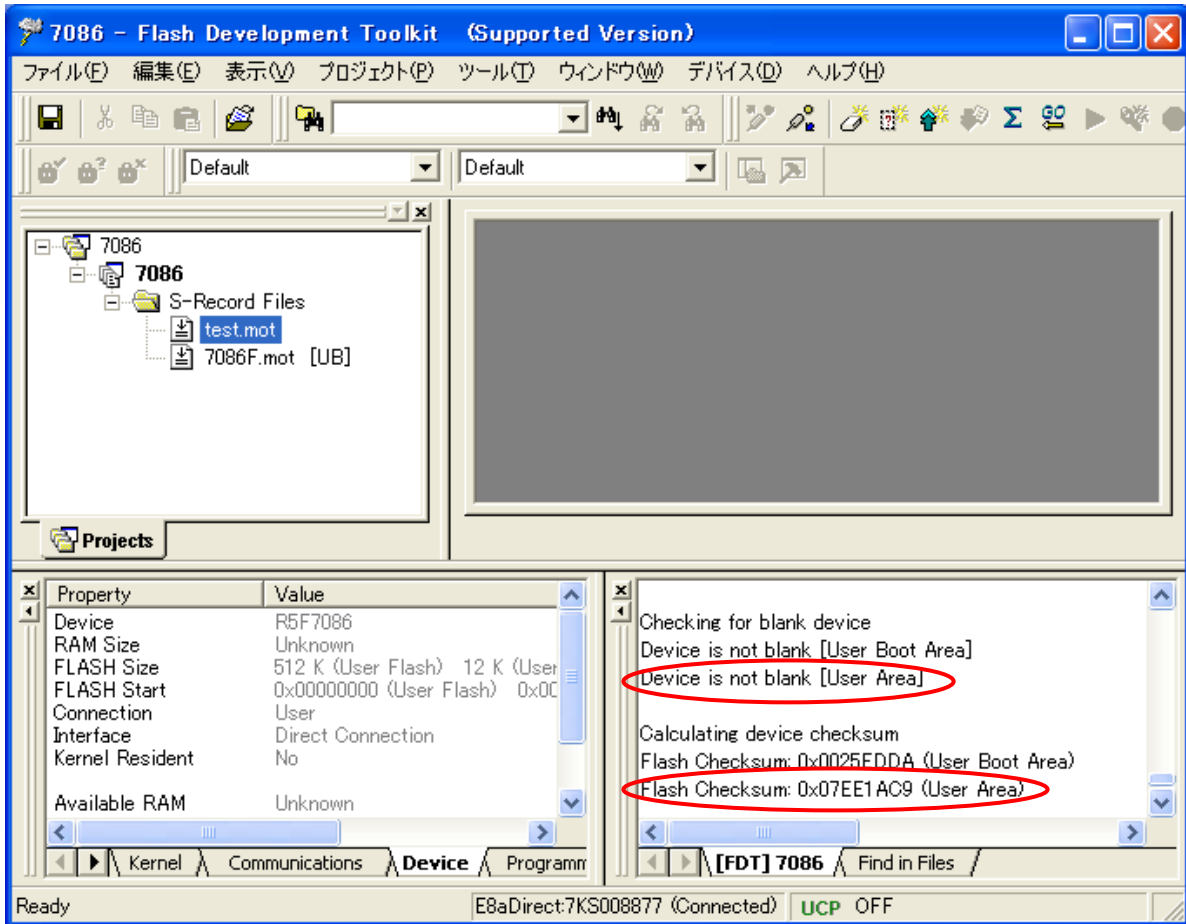 7086 - Flash Development Toolkit (Supported Version)
ファイル(F) 編集(E) 表示(V) プロジェクト(P) ツール(T) ウィンドウ(W) デバイス(D) ヘルプ(H)
Default
Default
7086
7086
S-Record Files
test.mot
7086F.mot [UB]
Projects
Property Value
Device R5F7086
RAM Size Unknown
FLASH Size 512 K (User Flash) 12 K (User
FLASH Start 0x00000000 (User Flash) 0x00
Connection User
Interface Direct Connection
Kernel Resident No
Available RAM Unknown
Kernel Communications Device Programm
Checking for blank device
Device is not blank [User Boot Area]
Device is not blank [User Area]
Calculating device checksum
Flash Checksum: 0x0025EDDA (User Boot Area)
Flash Checksum: 0x07EE1AC9 (User Area)
[FDT] 7086 Find in Files
Ready E8aDirect:7KS008877 (Connected) UCP OFF